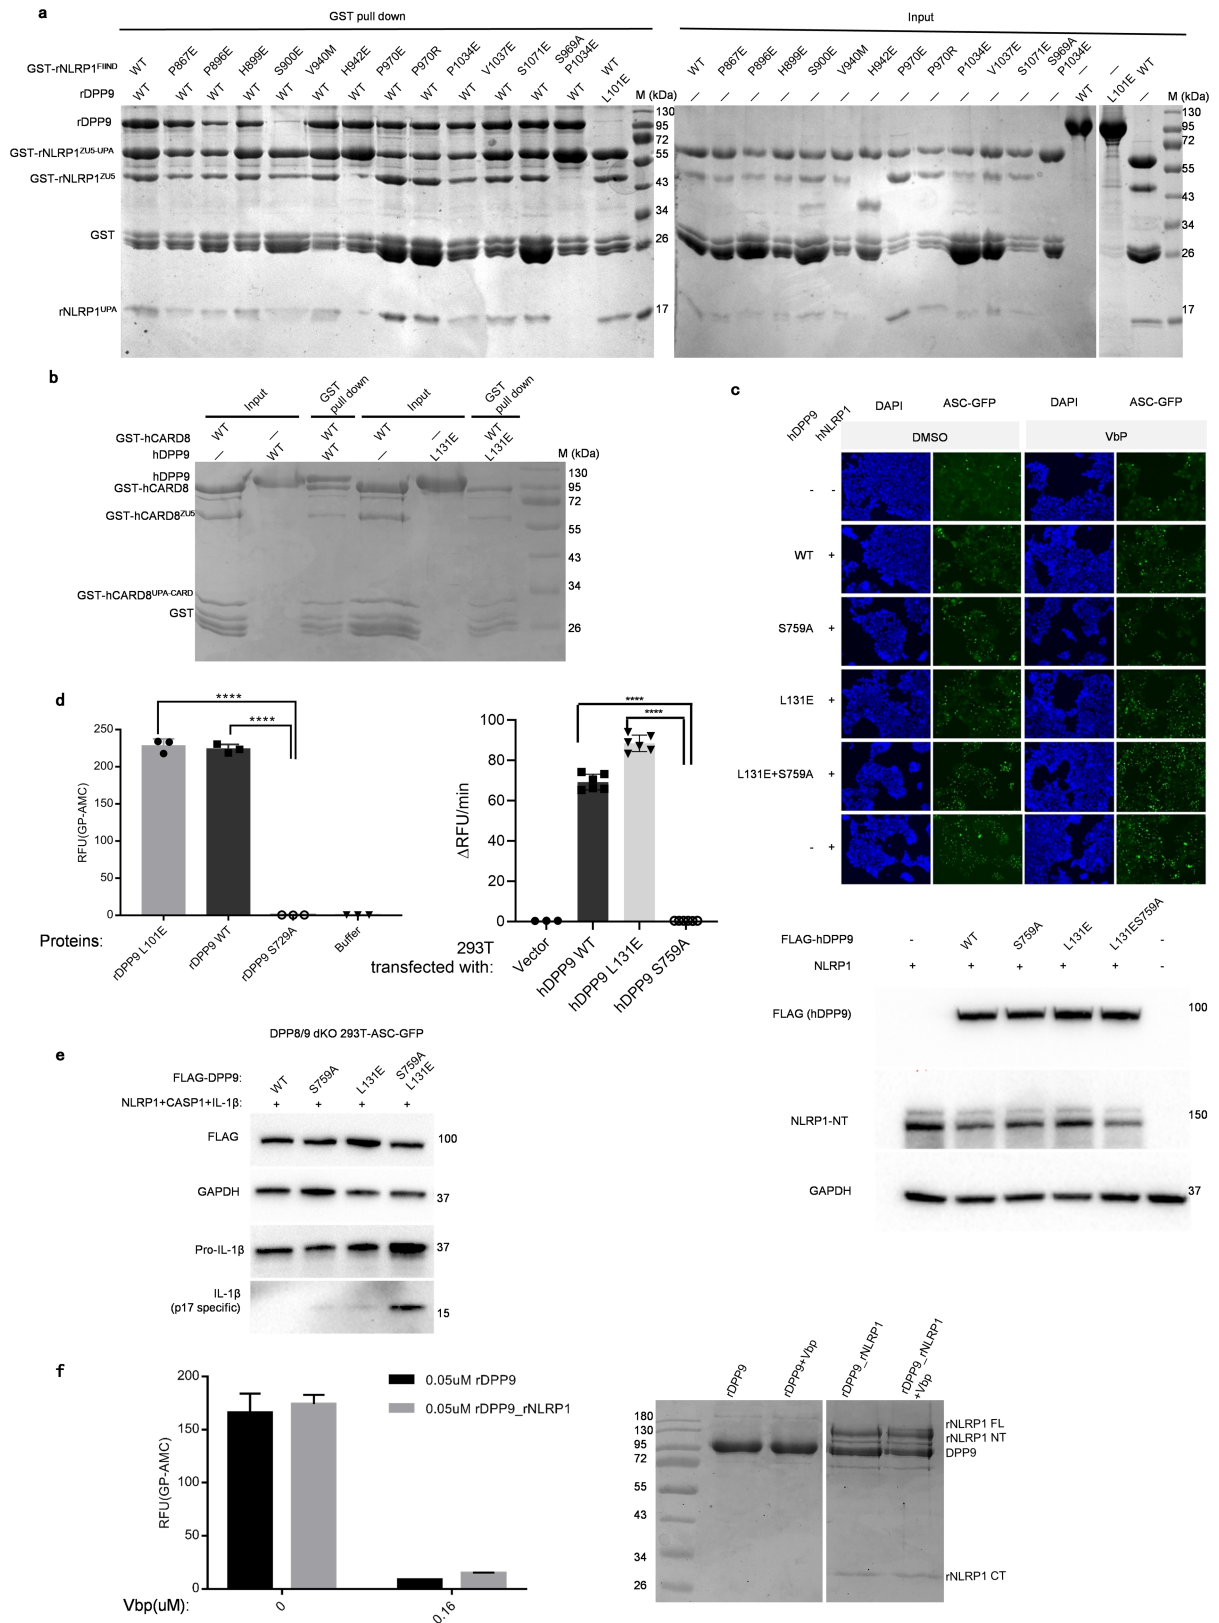 a
GST pull down
Input
GST-rNLRP1FIIND WT P867E P896E H899E S900E V940M H942E P970E P970R P1034E V1037E S1071E S969A P1034E WT
WT P867E P896E H899E S900E V940M H942E P970E P970R P1034E V1037E S1071E S969A P1034E – – WT
rDPP9 WT WT WT WT WT WT WT WT WT WT WT WT WT L101E M (kDa)
– – – – – – – – – – – – – WT L101E – M (kDa)
rDPP9
GST-rNLRP1ZU5-UPA
GST-rNLRP1ZU5
GST
rNLRP1UPA
130
95
72
55
43
34
26
17
130
95
72
55
43
34
26
17
b
Input
GST pull down
Input
GST pull down
GST-hCARD8 WT – WT WT – WT
hDPP9 – WT WT – L131E L131E M (kDa)
hDPP9
GST-hCARD8
GST-hCARD8ZU5
GST-hCARD8UPA-CARD
GST
130
95
72
55
43
34
26
c
hDPP9 hNLRP1 DAPI ASC-GFP DAPI ASC-GFP
DMSO VbP
- -
WT +
S759A +
L131E +
L131E+S759A +
- +
FLAG-hDPP9 - WT S759A L131E L131ES759A -
NLRP1 + + + + + -
FLAG (hDPP9) 100
NLRP1-NT 150
GAPDH 37
d
****
****
RFU(GP-AMC)
250
200
150
100
50
0
Proteins: rDPP9 L101E rDPP9 WT rDPP9 S729A Buffer
****
****
ΔRFU/min
100
80
60
40
20
0
293T
transfected with: Vector hDPP9 WT hDPP9 L131E hDPP9 S759A
e
DPP8/9 dKO 293T-ASC-GFP
FLAG-DPP9: WT S759A L131E S759A L131E
NLRP1+CASP1+IL-1β: + + + +
FLAG 100
GAPDH 37
Pro-IL-1β 37
IL-1β
(p17 specific) 15
f
RFU(GP-AMC)
200
150
100
50
0
0.05uM rDPP9
0.05uM rDPP9_rNLRP1
Vbp(uM): 0 0.16
rDPP9 rDPP9+Vbp rDPP9_rNLRP1 rDPP9_rNLRP1 +Vbp
180
130
95
72
55
43
34
26
rNLRP1 FL
rNLRP1 NT
DPP9
rNLRP1 CT